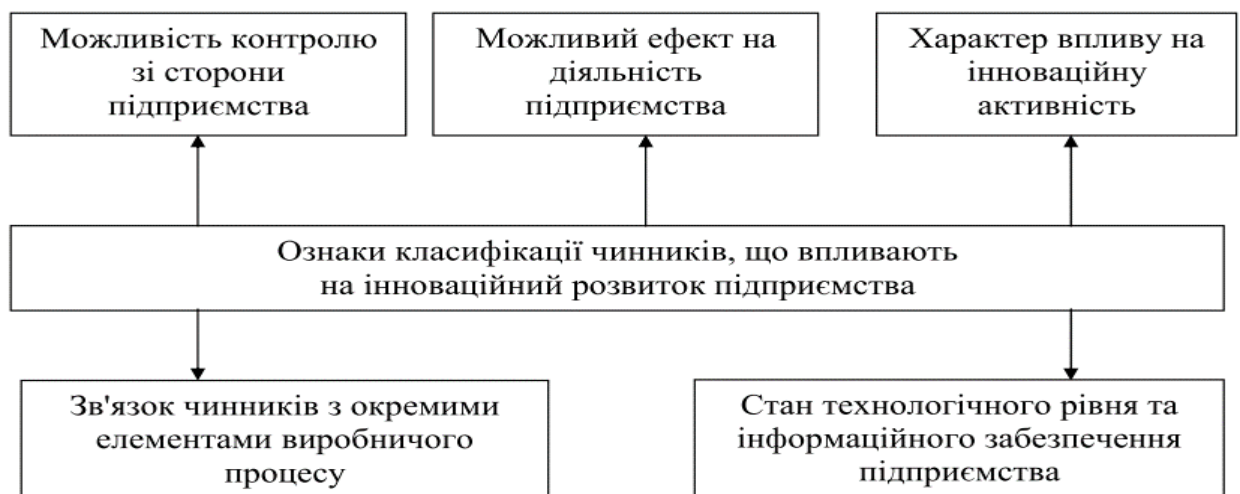 Можливість контролю
зі сторони
підприємства
Можливий ефект на
діяльність
підприємства
Характер впливу на
інноваційну
активність
Ознаки класифікації чинників, що впливають
на інноваційний розвиток підприємства
Зв'язок чинників з окремими
елементами виробничого
процесу
Стан технологічного рівня та
інформаційного забезпечення
підприємства